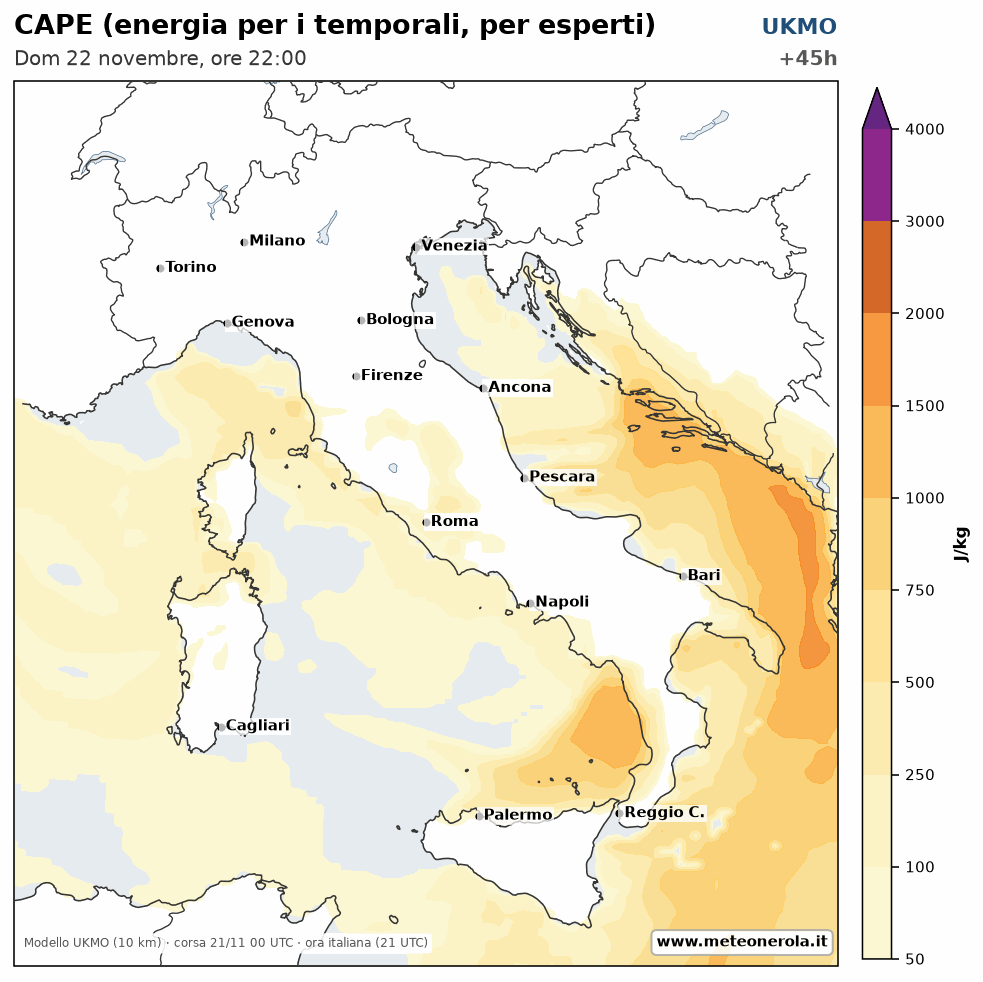 CAPE (energia per i temporali, per esperti)
UKMO
Dom 22 novembre, ore 22:00
+45h
Milano
Venezia
Torino
Genova
Bologna
Firenze
Ancona
Pescara
Roma
Bari
Napoli
Cagliari
Palermo
Reggio C.
4000
3000
2000
1500
1000
750
500
250
100
50
J/kg
Modello UKMO (10 km) · corsa 21/11 00 UTC · ora italiana (21 UTC)
www.meteonerola.it